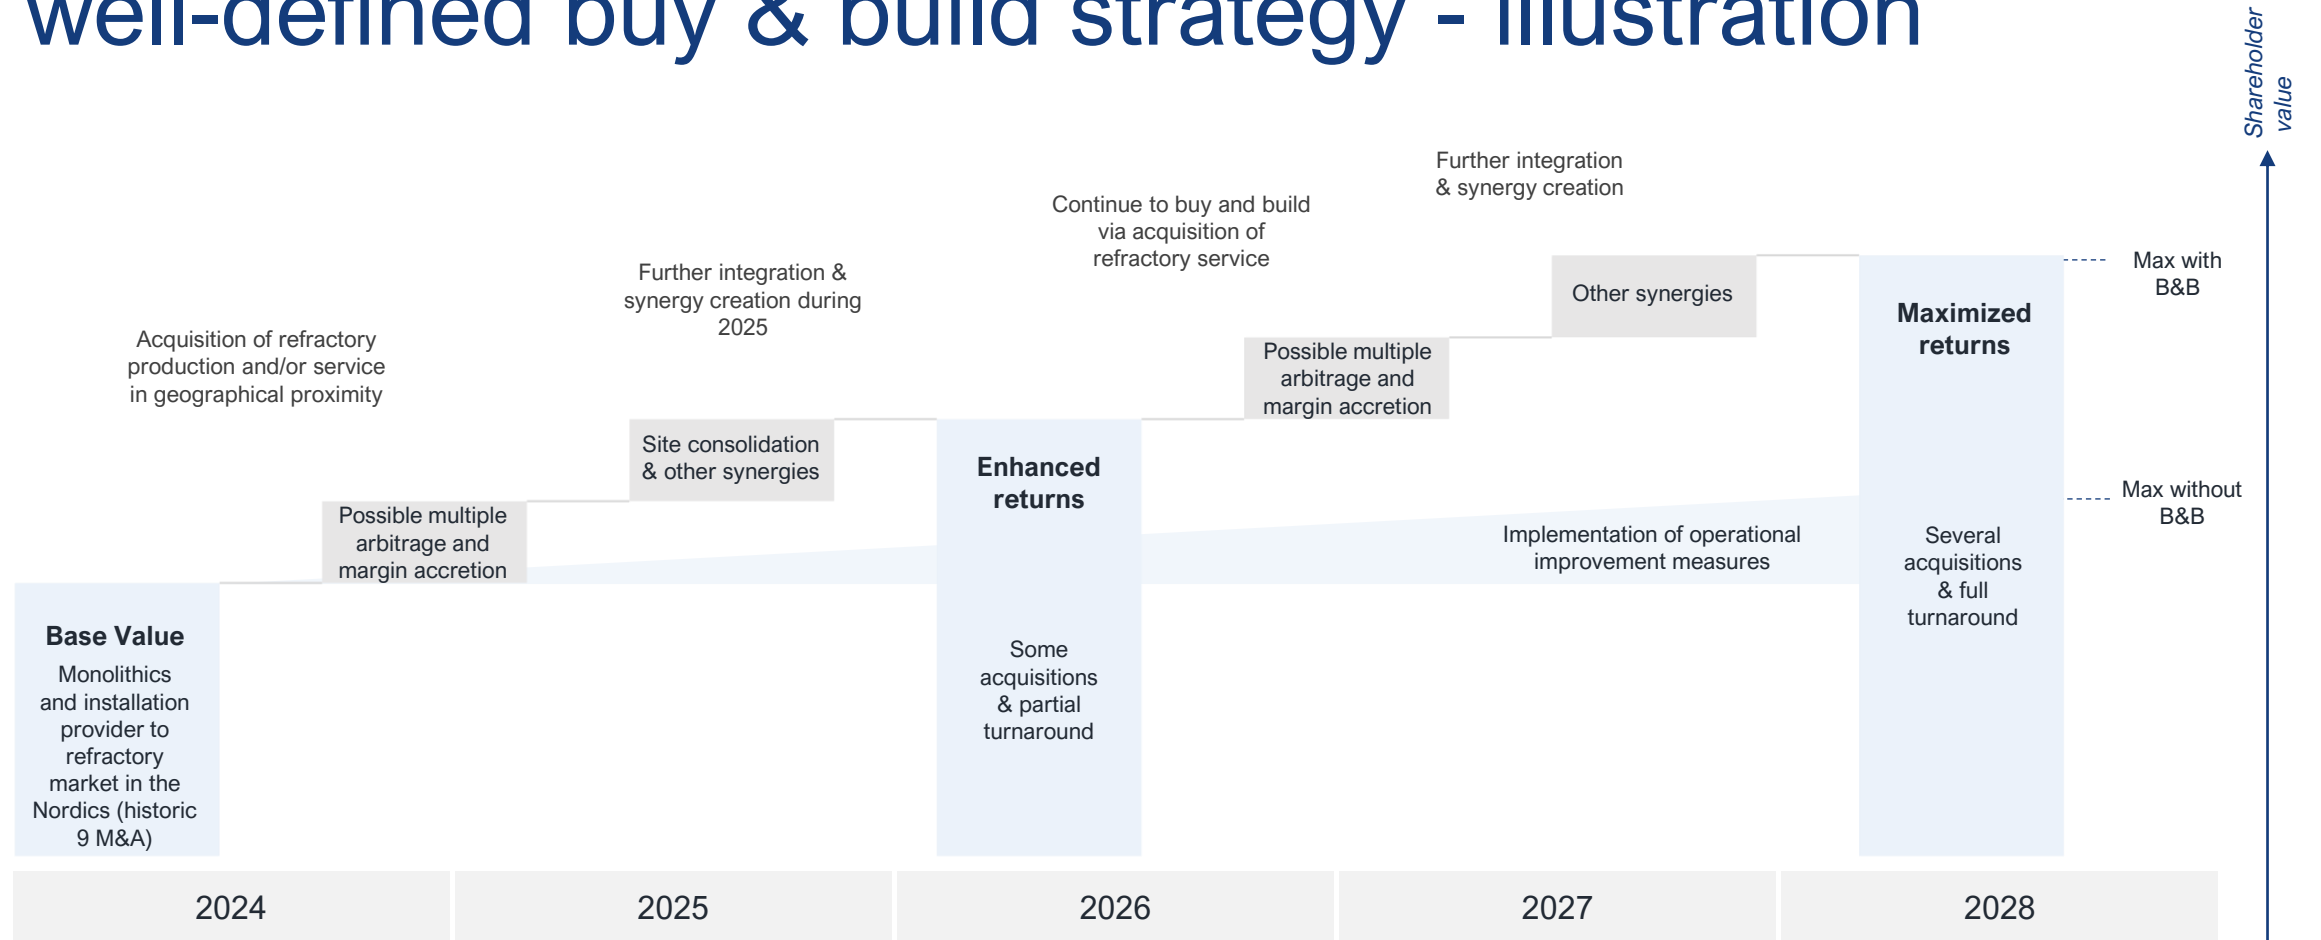 well-defined buy & build strategy - illustration
Shareholder
value
Further integration
& synergy creation
Continue to buy and build
via acquisition of
refractory service
Further integration &
synergy creation during
2025
Acquisition of refractory
production and/or service
in geographical proximity
Max with
B&B
Other synergies
Maximized
returns
Possible multiple
arbitrage and
margin accretion
Site consolidation
& other synergies
Enhanced
returns
Max without
B&B
Possible multiple
arbitrage and
margin accretion
Implementation of operational
improvement measures
Several
acquisitions
& full
turnaround
Base Value
Monolithics
and installation
provider to
refractory
market in the
Nordics (historic
9 M&A)
Some
acquisitions
& partial
turnaround
2024
2025
2026
2027
2028